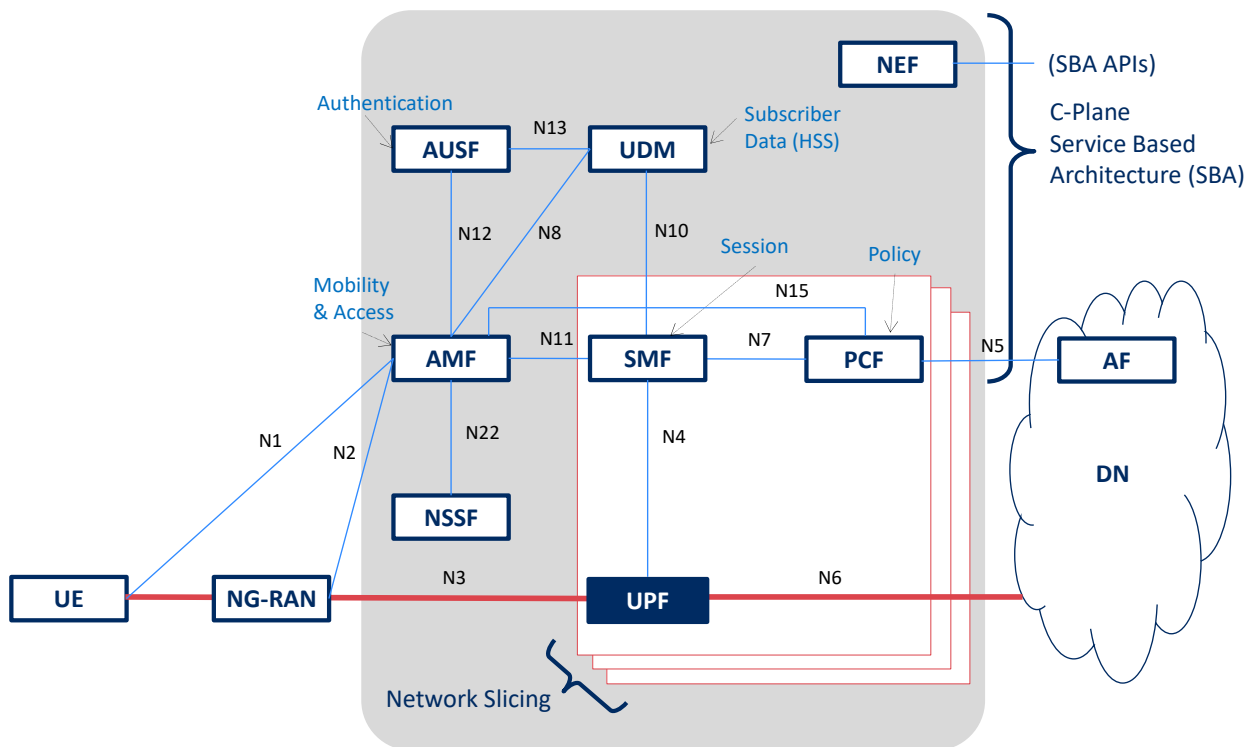 NEF
(SBA APIs)
Authentication
N13
Subscriber
Data (HSS)
C-Plane
Service Based
Architecture (SBA)
AUSF
UDM
N12
N8
N10
Session
Policy
Mobility
& Access
N15
N11
N7
N5
AMF
SMF
PCF
AF
N1
N2
N22
N4
DN
NSSF
N3
N6
UE
NG-RAN
UPF
Network Slicing